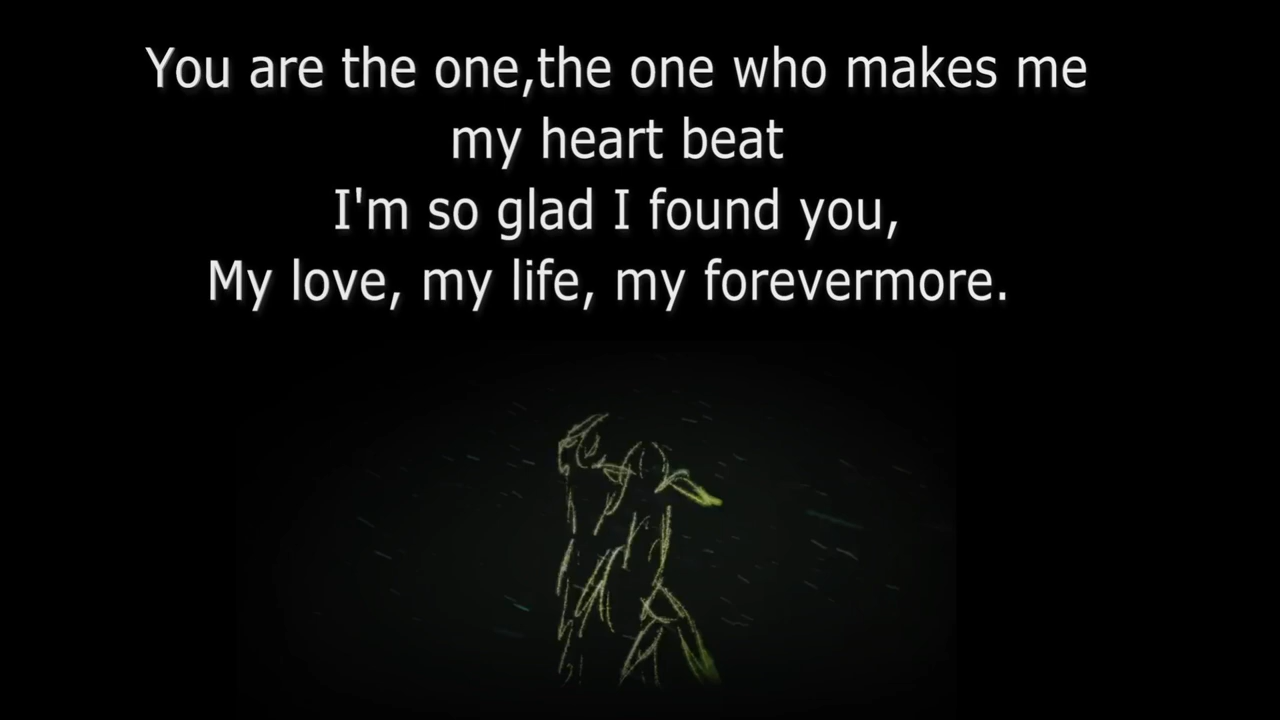 You are the one,the one who makes me
my heart beat
I'm so glad I found you,
My love, my life, my forevermore.